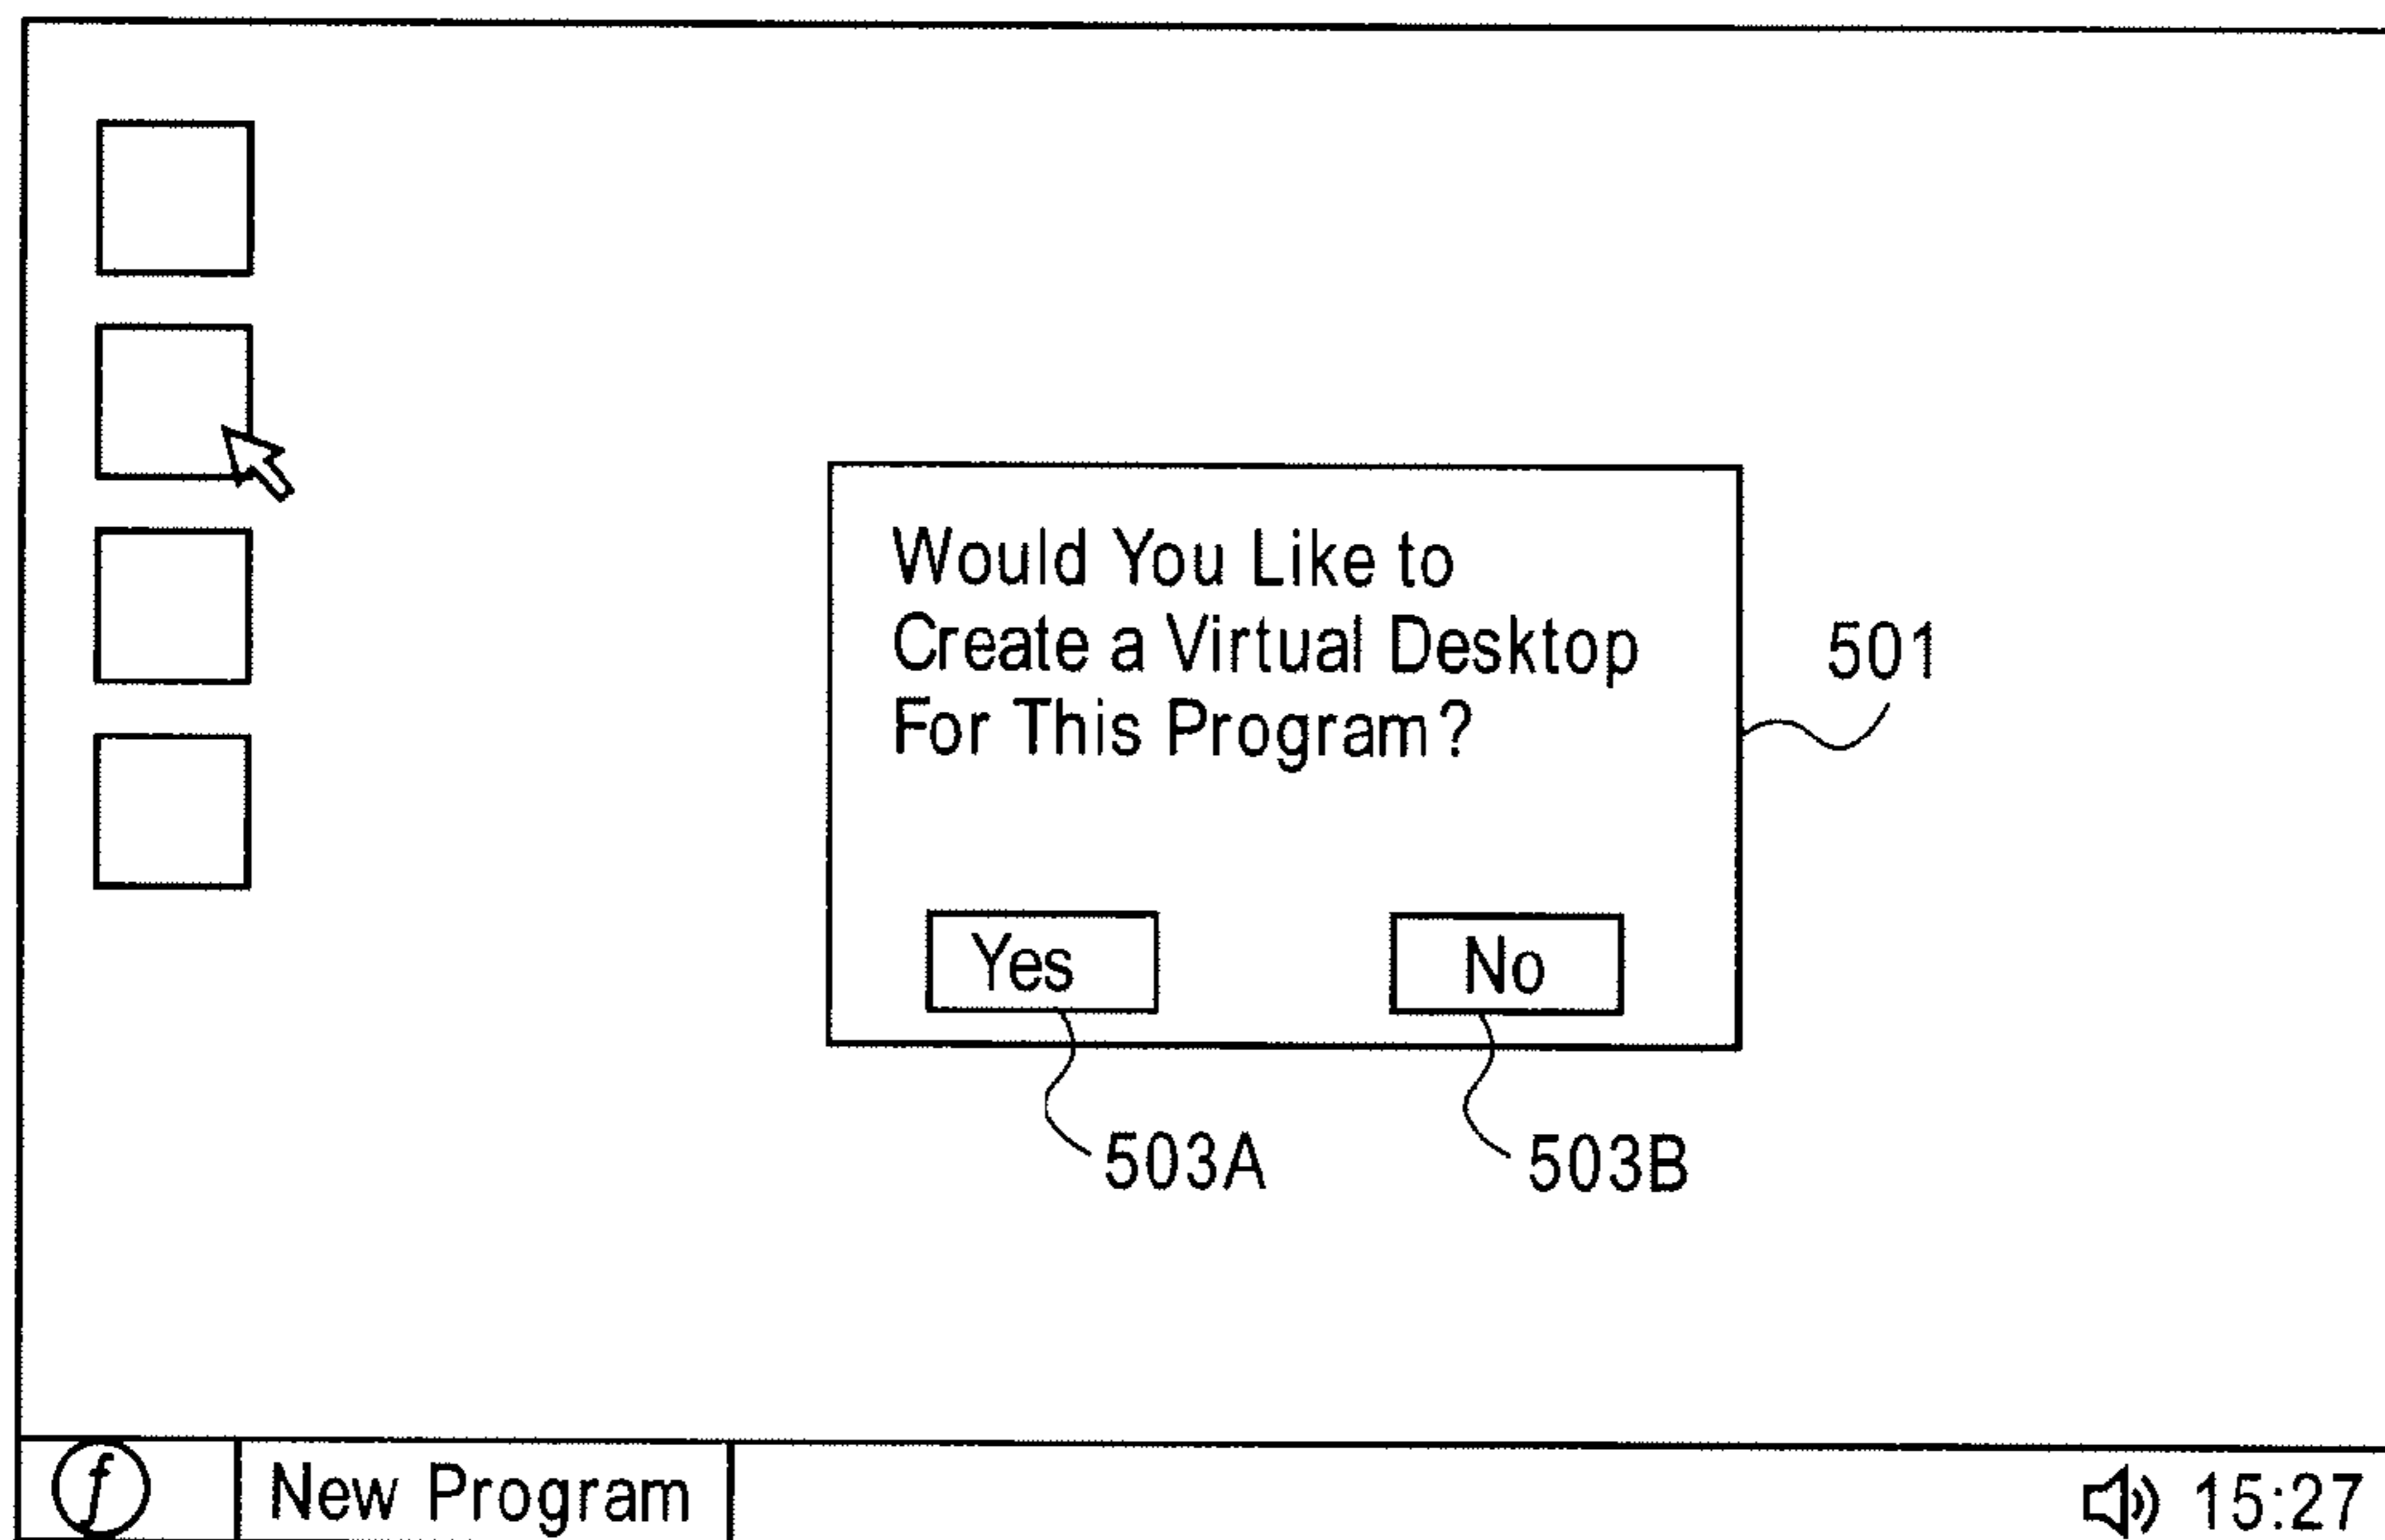 Would You Like to
Create a Virtual Desktop
For This Program?
501
Yes
No
503A
503B
f
New Program
15:27